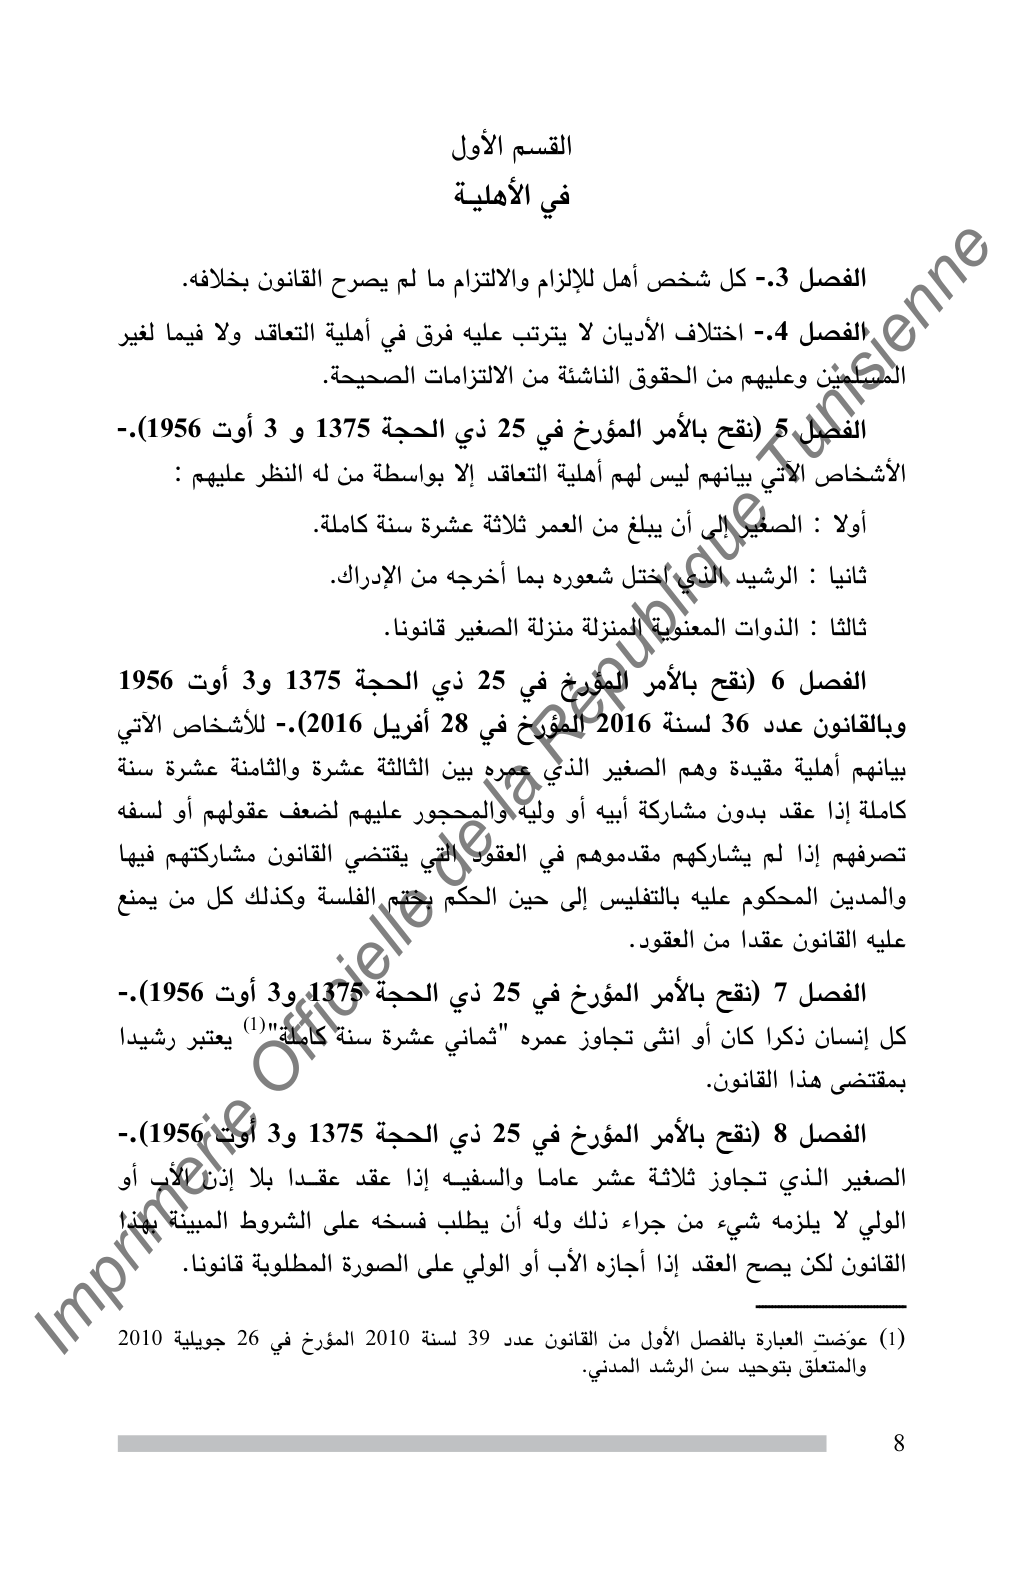 القسم الأول
في الأهليـة
الفصل 3.- كل شخص أهل للإلزام والالتزام ما لم يصرح القانون بخلافه.
الفصل 4.- اختلاف الأديان لا يترتب عليه فرق في أهلية التعاقد ولا فيما لغير
المسلمين وعليهم من الحقوق الناشئة من الالتزامات الصحيحة.
الفصل 5 (نقح بالأمر المؤرخ في 25 ذي الحجة 1375 و 3 أوت 1956).-
الأشخاص الآتي بيانهم ليس لهم أهلية التعاقد إلا بواسطة من له النظر عليهم :
أولا : الصغير إلى أن يبلغ من العمر ثلاثة عشرة سنة كاملة.
ثانيا : الرشيد الذي اختل شعوره بما أخرجه من الإدراك.
ثالثا : الذوات المعنوية المنزلة منزلة الصغير قانونا.
الفصل 6 (نقح بالأمر المؤرخ في 25 ذي الحجة 1375 و3 أوت 1956
وبالقانون عدد 36 لسنة 2016 المؤرخ في 28 أفريل 2016).- للأشخاص الآتي
بيانهم أهلية مقيدة وهم الصغير الذي عمره بين الثالثة عشرة والثامنة عشرة سنة
كاملة إذا عقد بدون مشاركة أبيه أو وليه والمحجور عليهم لضعف عقولهم أو لسفه
تصرفهم إذا لم يشاركهم مقدموهم في العقود التي يقتضي القانون مشاركتهم فيها
والمدين المحكوم عليه بالتفليس إلى حين الحكم بختم الفلسة وكذلك كل من يمنع
عليه القانون عقدا من العقود.
الفصل 7 (نقح بالأمر المؤرخ في 25 ذي الحجة 1375 و3 أوت 1956).-
كل إنسان ذكرا كان أو انثى تجاوز عمره "ثماني عشرة سنة كاملة"(1) يعتبر رشيدا
بمقتضى هذا القانون.
الفصل 8 (نقح بالأمر المؤرخ في 25 ذي الحجة 1375 و3 أوت 1956).-
الصغير الذي تجاوز ثلاثة عشر عاما والسفيـه إذا عقد عقـدا بلا إذن الأب أو
الولي لا يلزمه شيء من جراء ذلك وله أن يطلب فسخه على الشروط المبينة بهذا
القانون لكن يصح العقد إذا أجازه الأب أو الولي على الصورة المطلوبة قانونا.
(1) عوّضت العبارة بالفصل الأول من القانون عدد 39 لسنة 2010 المؤرخ في 26 جويلية 2010
والمتعلق بتوحيد سن الرشد المدني.
8
Imprimerie Officielle de la République Tunisienne